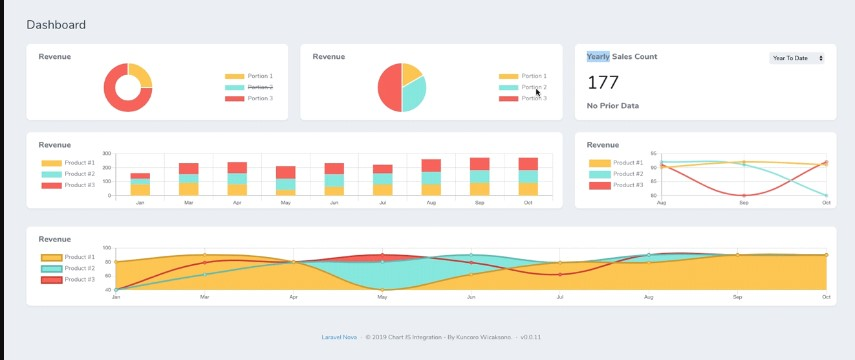 Dashboard
Revenue
Portion 1
Portion 2
Portion 3
Revenue
Portion 1
Portion 2
Portion 3
Yearly Sales Count
Year To Date
177
No Prior Data
Revenue
Product #1
Product #2
Product #3
300
200
100
0
Jan Mar Apr May Jun Jul Aug Sep Oct
Revenue
Product #1
Product #2
Product #3
95
90
85
80
Aug Sep Oct
Revenue
Product #1
Product #2
Product #3
100
80
60
40
Jan Mar Apr May Jun Jul Aug Sep Oct
Laravel Nova · © 2019 Chart JS Integration - By Kuncoro Wicaksono. · v0.0.11